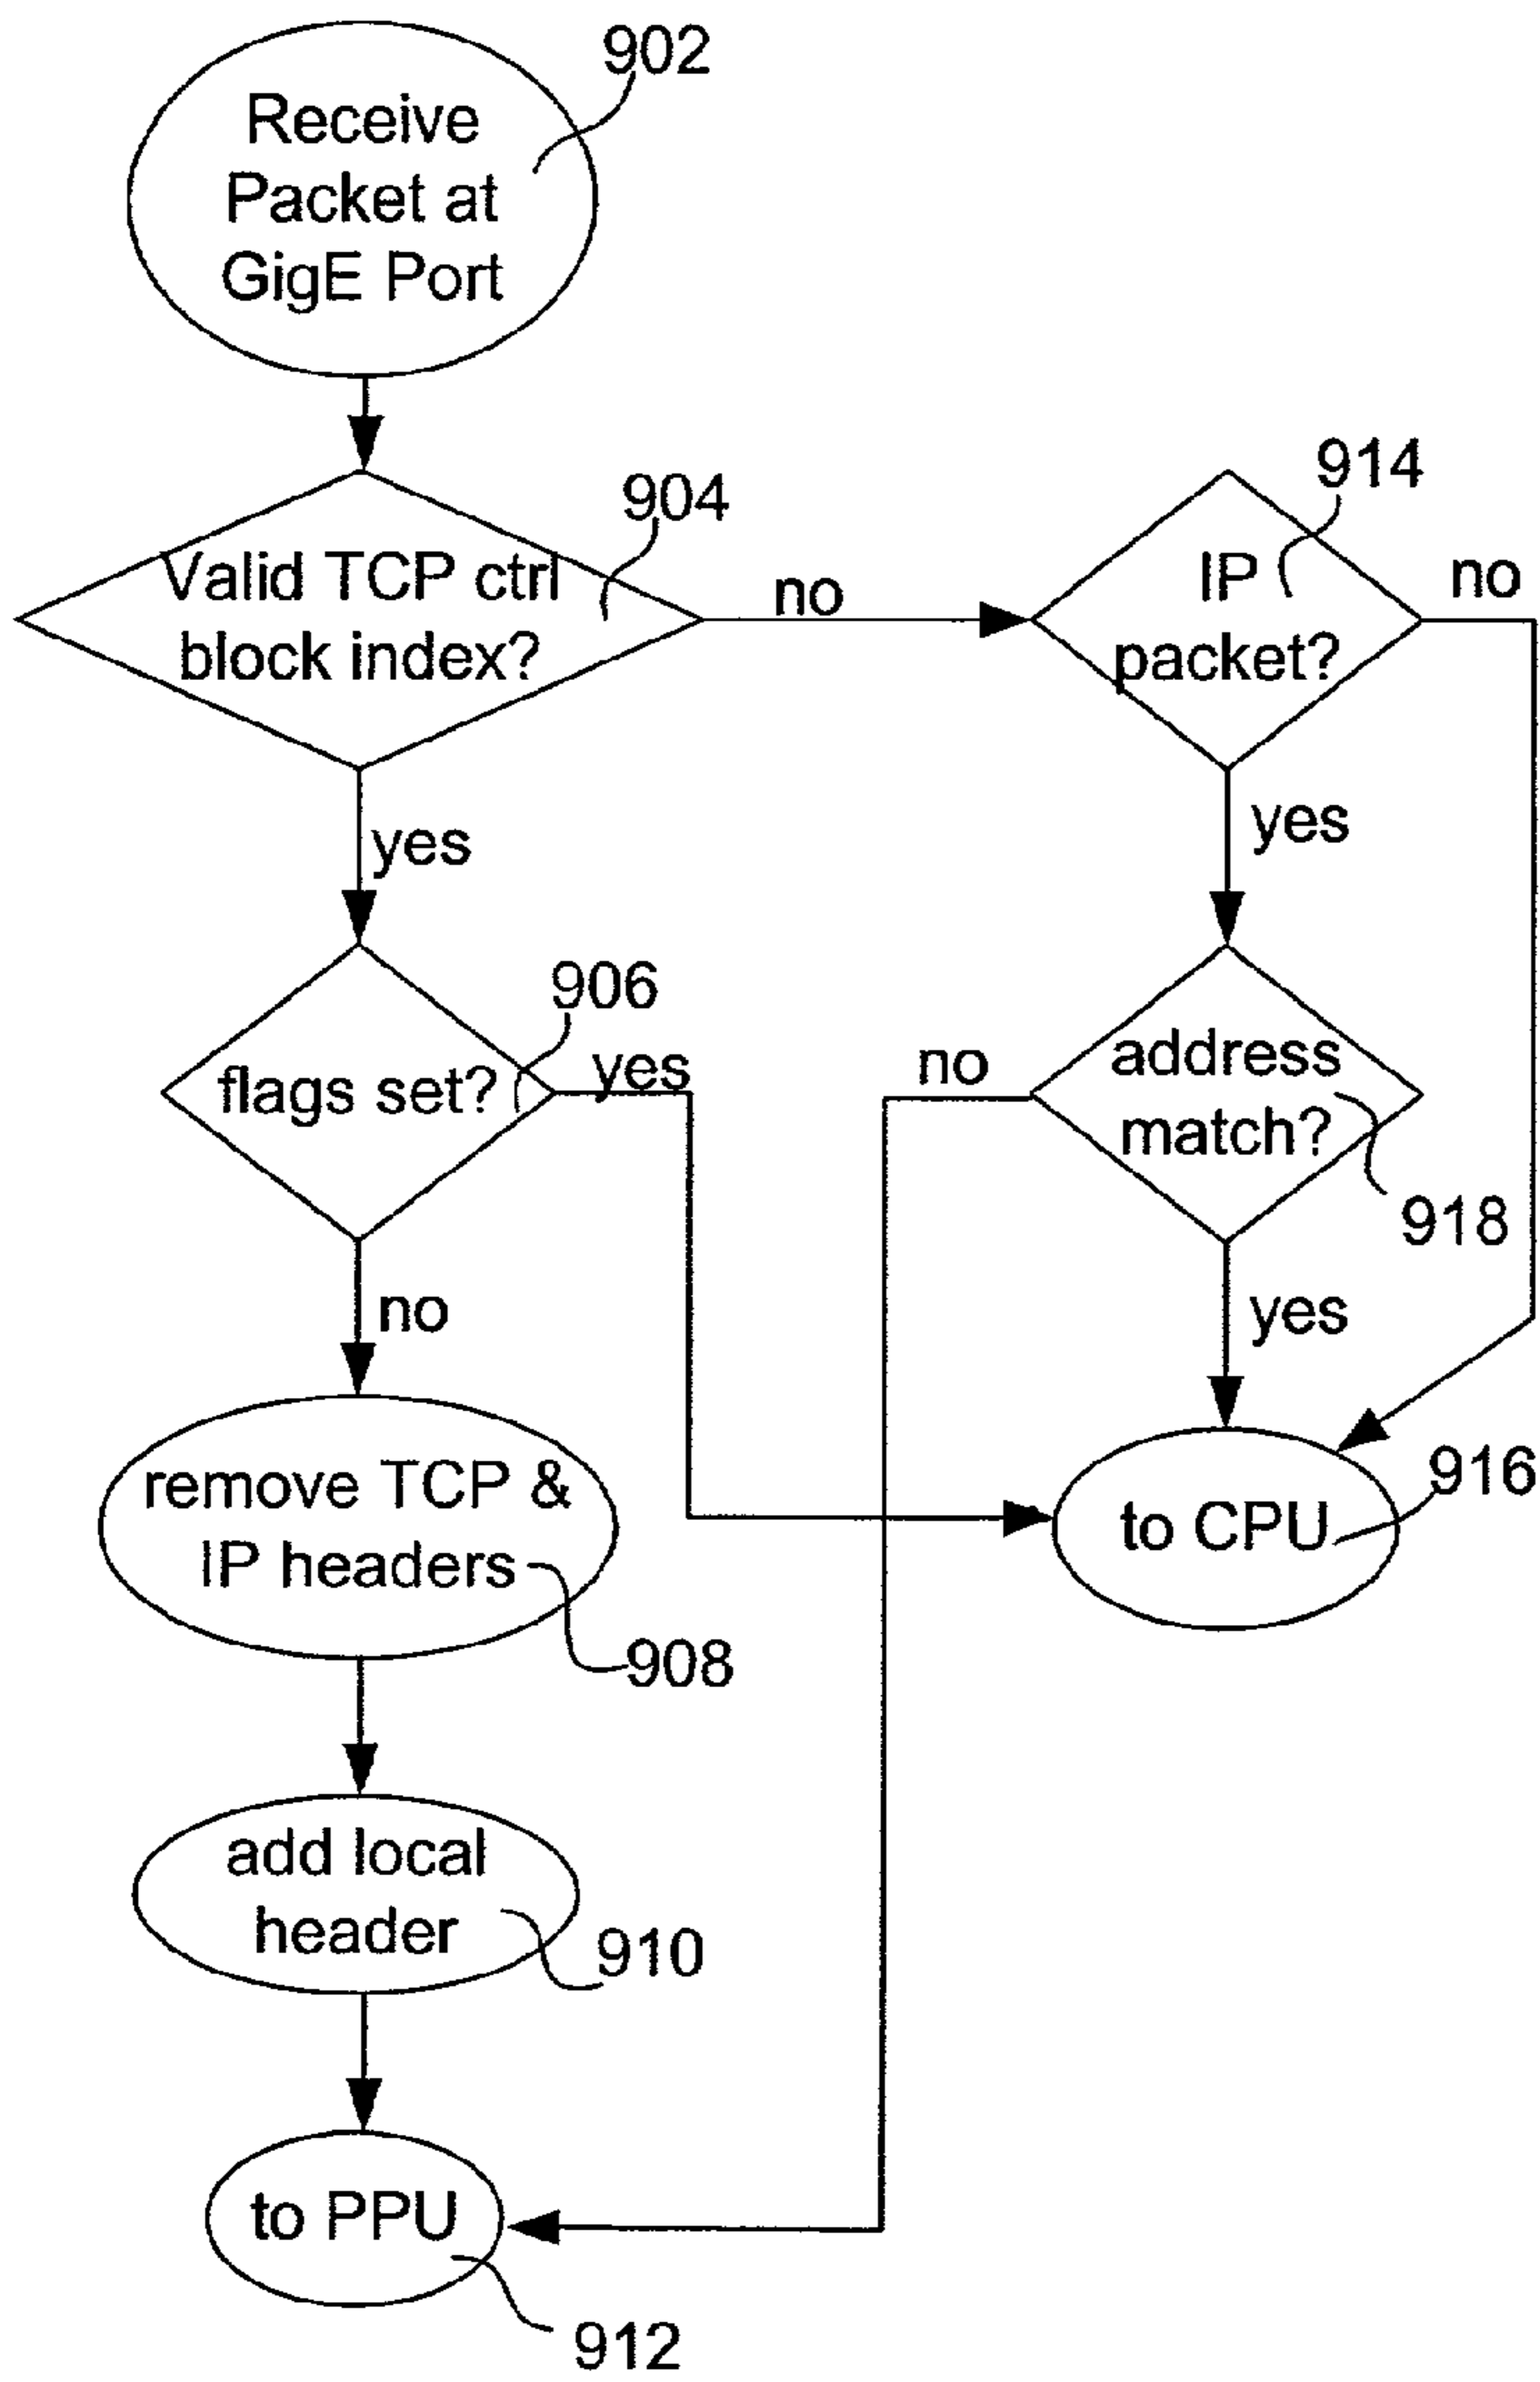 902
Receive
Packet at
GigE Port
904
Valid TCP ctrl
block index?
no
914
IP
packet?
no
yes
yes
906
flags set?
yes
no
address
match?
918
no
yes
remove TCP &
IP headers
908
to CPU
916
add local
header
910
to PPU
912